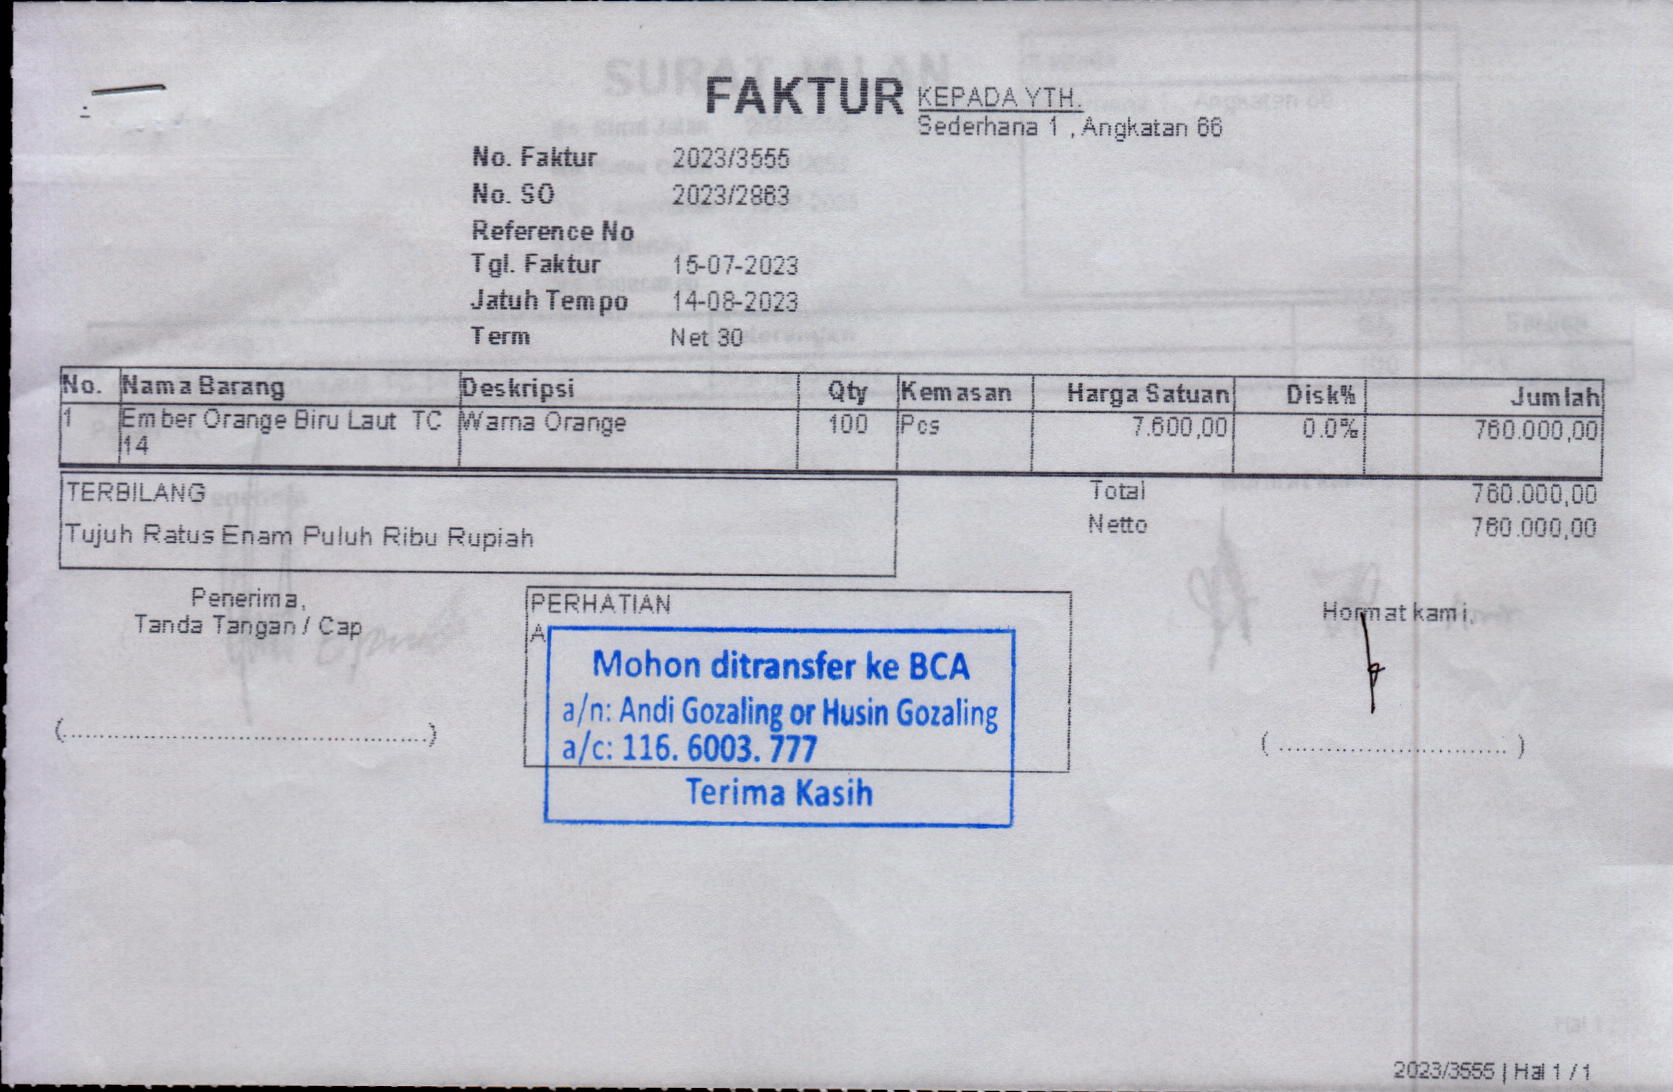 FAKTUR
KEPADA YTH.
Sederhana 1 , Angkatan 66
No. Faktur 2023/3555
No. SO 2023/2863
Reference No
Tgl. Faktur 15-07-2023
Jatuh Tempo 14-08-2023
Term Net 30
No. Nama Barang Deskripsi Qty Kemasan Harga Satuan Disk% Jumlah
1 Ember Orange Biru Laut TC Warna Orange 100 Pcs 7.600,00 0.0% 760.000,00
14
TERBILANG Total 760.000,00
Tujuh Ratus Enam Puluh Ribu Rupiah Netto 760.000,00
Penerima,
Tanda Tangan / Cap
(............................................)
PERHATIAN
A
Mohon ditransfer ke BCA
a/n: Andi Gozaling or Husin Gozaling
a/c: 116. 6003. 777
Terima Kasih
Hormat kami,
( ............................ )
2023/3555 | Hal 1 / 1